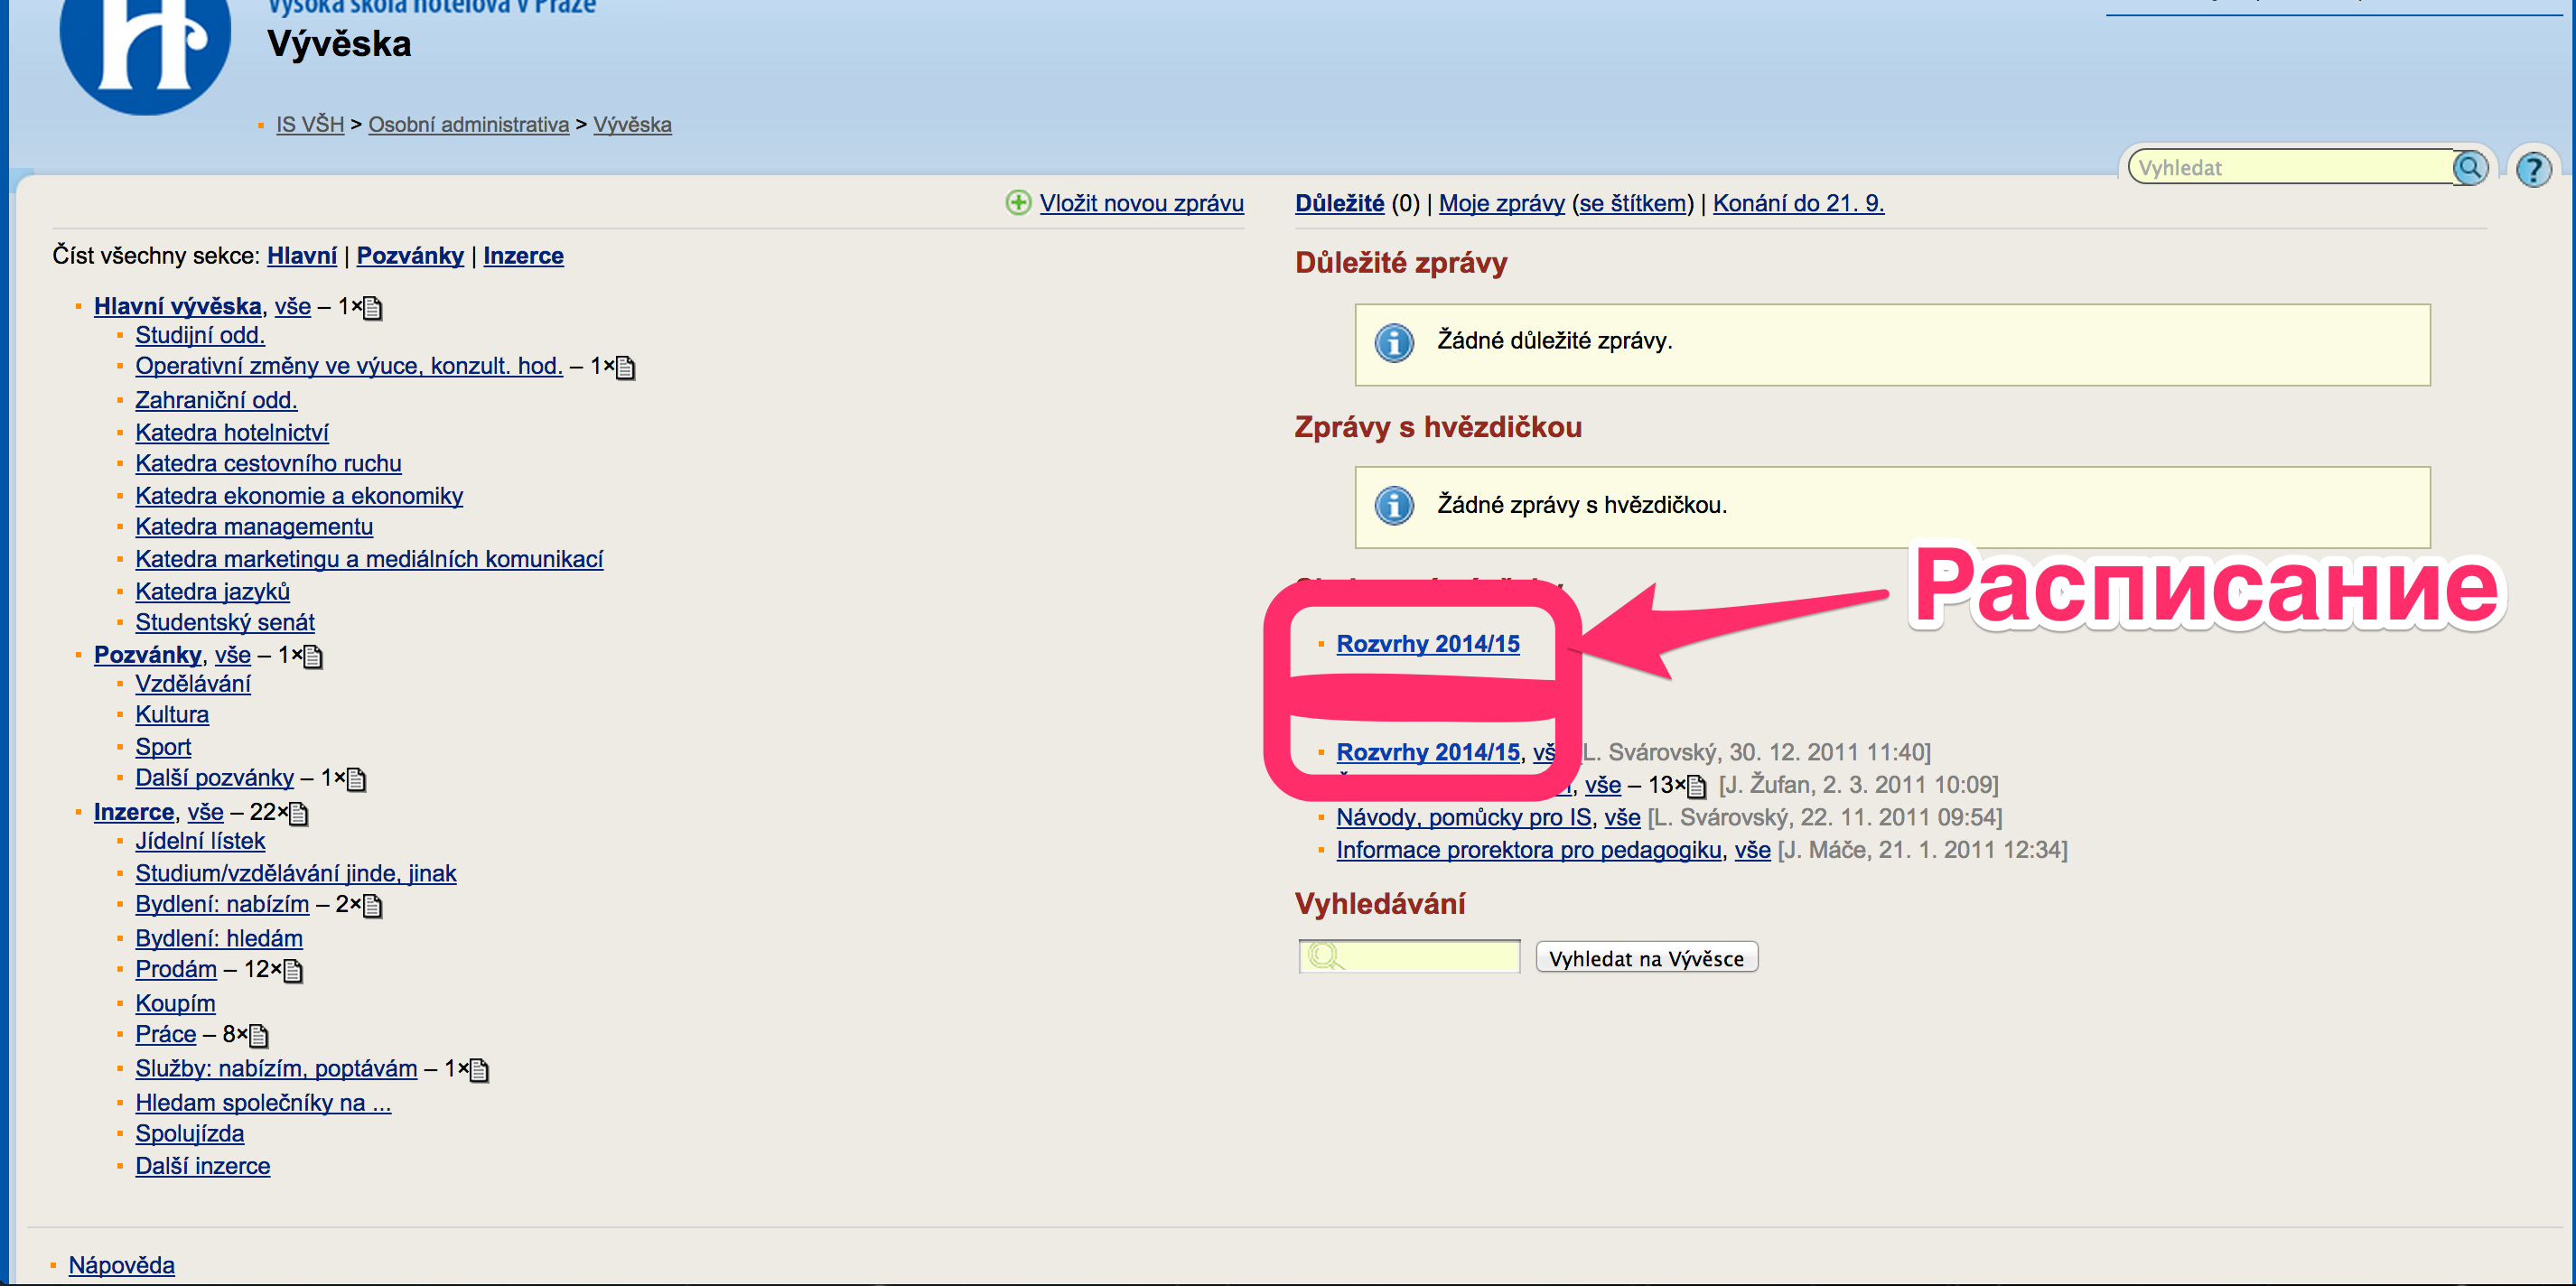 Vysoká škola hotelová v Praze
Vývěska
IS VŠH > Osobní administrativa > Vývěska
Vyhledat
?
Vložit novou zprávu
Číst všechny sekce: Hlavní | Pozvánky | Inzerce
Hlavní vývěska, vše – 1×
Studijní odd.
Operativní změny ve výuce, konzult. hod. – 1×
Zahraniční odd.
Katedra hotelnictví
Katedra cestovního ruchu
Katedra ekonomie a ekonomiky
Katedra managementu
Katedra marketingu a mediálních komunikací
Katedra jazyků
Studentský senát
Pozvánky, vše – 1×
Vzdělávání
Kultura
Sport
Další pozvánky – 1×
Inzerce, vše – 22×
Jídelní lístek
Studium/vzdělávání jinde, jinak
Bydlení: nabízím – 2×
Bydlení: hledám
Prodám – 12×
Koupím
Práce – 8×
Služby: nabízím, poptávám – 1×
Hledam společníky na ...
Spolujízda
Další inzerce
Důležité (0) | Moje zprávy (se štítkem) | Konání do 21. 9.
Důležité zprávy
Žádné důležité zprávy.
Zprávy s hvězdičkou
Žádné zprávy s hvězdičkou.
Расписание
Rozvrhy 2014/15
Rozvrhy 2014/15, vše [L. Svárovský, 30. 12. 2011 11:40]
, vše – 13× [J. Žufan, 2. 3. 2011 10:09]
Návody, pomůcky pro IS, vše [L. Svárovský, 22. 11. 2011 09:54]
Informace prorektora pro pedagogiku, vše [J. Máče, 21. 1. 2011 12:34]
Vyhledávání
Vyhledat na Vývěsce
Nápověda